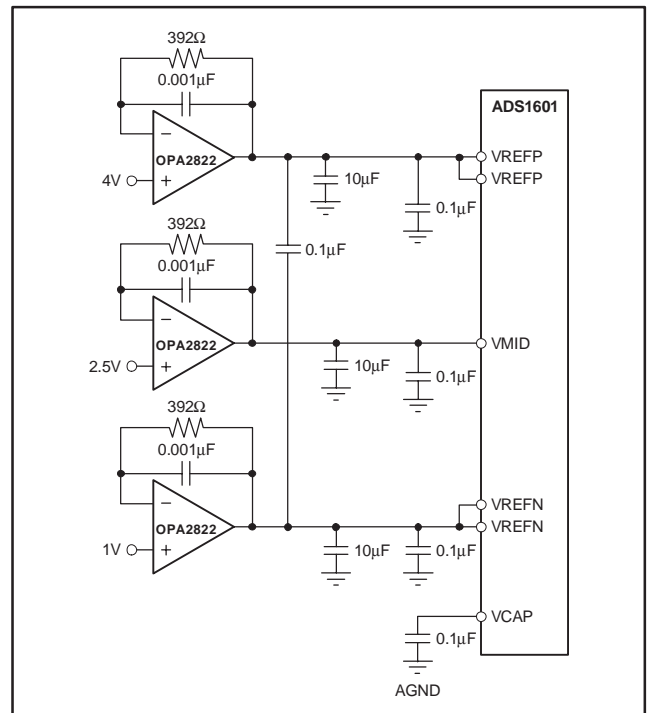 392Ω
0.001µF
ADS1601
OPA2822
VREFP
4V
10µF
VREFP
0.1µF
392Ω
0.1µF
0.001µF
OPA2822
VMID
2.5V
10µF
0.1µF
392Ω
0.001µF
VREFN
OPA2822
VREFN
1V
10µF
0.1µF
VCAP
0.1µF
AGND